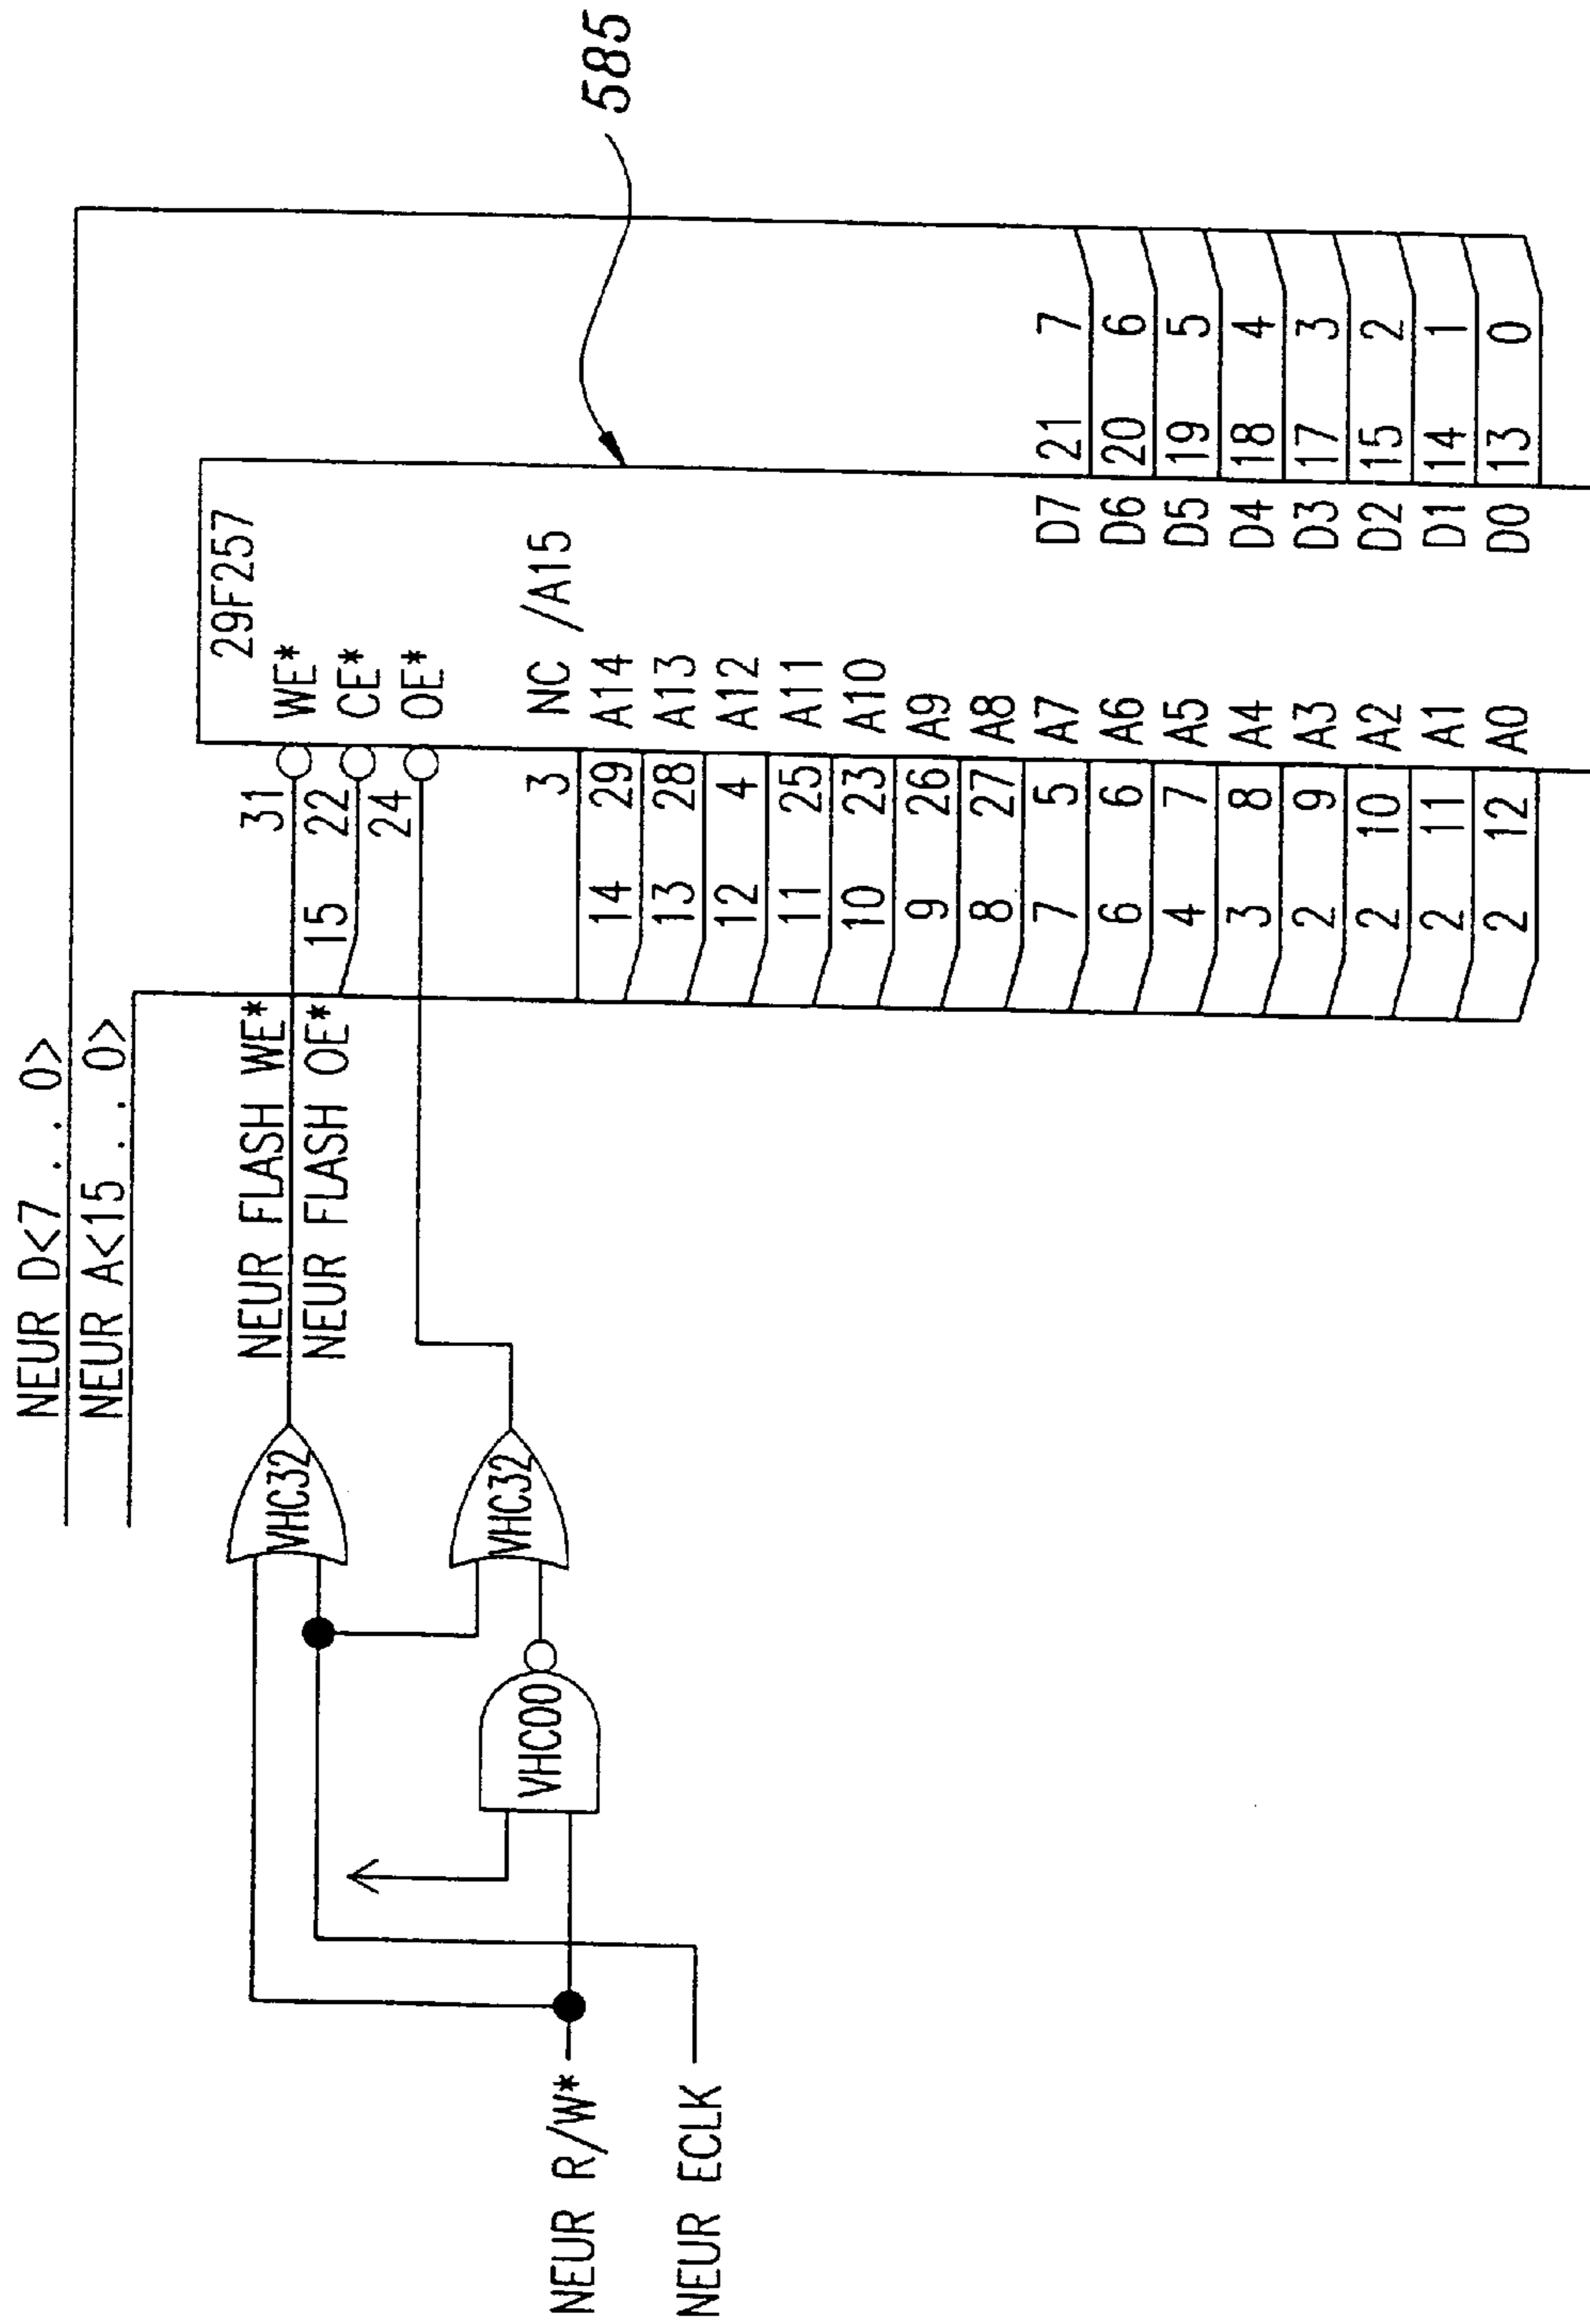 NEUR D<7 . . . 0>
NEUR A<15 . . . 0>
NEUR FLASH WE*
NEUR FLASH OE*
VHC32
VHC32
VHC00
NEUR R/W*
NEUR ECLK
29F257
31 WE*
15 22 CE*
24 OE*
3 NC /A15
14 29 A14
13 28 A13
12 4 A12
11 25 A11
10 23 A10
9 26 A9
8 27 A8
7 5 A7
6 6 A6
4 7 A5
3 8 A4
2 9 A3
2 10 A2
2 11 A1
2 12 A0
D7 21 7
D6 20 6
D5 19 5
D4 18 4
D3 17 3
D2 15 2
D1 14 1
D0 13 0
585